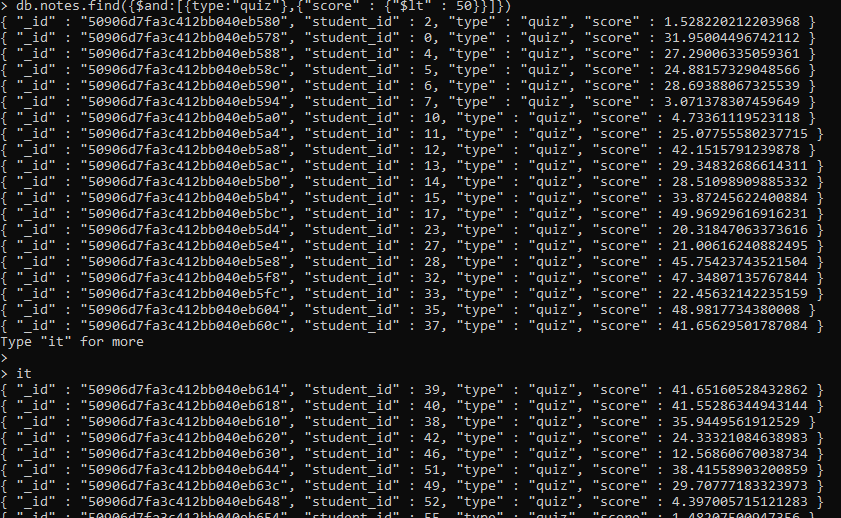 > db.notes.find({$and:[{type:"quiz"},{"score" : {"$lt" : 50}}]})
{ "_id" : "50906d7fa3c412bb040eb580", "student_id" : 2, "type" : "quiz", "score" : 1.528220212203968 }
{ "_id" : "50906d7fa3c412bb040eb578", "student_id" : 0, "type" : "quiz", "score" : 31.95004496742112 }
{ "_id" : "50906d7fa3c412bb040eb588", "student_id" : 4, "type" : "quiz", "score" : 27.29006335059361 }
{ "_id" : "50906d7fa3c412bb040eb58c", "student_id" : 5, "type" : "quiz", "score" : 24.88157329048566 }
{ "_id" : "50906d7fa3c412bb040eb590", "student_id" : 6, "type" : "quiz", "score" : 28.69388067325539 }
{ "_id" : "50906d7fa3c412bb040eb594", "student_id" : 7, "type" : "quiz", "score" : 3.071378307459649 }
{ "_id" : "50906d7fa3c412bb040eb5a0", "student_id" : 10, "type" : "quiz", "score" : 4.73361119523118 }
{ "_id" : "50906d7fa3c412bb040eb5a4", "student_id" : 11, "type" : "quiz", "score" : 25.07755580237715 }
{ "_id" : "50906d7fa3c412bb040eb5a8", "student_id" : 12, "type" : "quiz", "score" : 42.1515791239878 }
{ "_id" : "50906d7fa3c412bb040eb5ac", "student_id" : 13, "type" : "quiz", "score" : 29.34832686614311 }
{ "_id" : "50906d7fa3c412bb040eb5b0", "student_id" : 14, "type" : "quiz", "score" : 28.51098909885332 }
{ "_id" : "50906d7fa3c412bb040eb5b4", "student_id" : 15, "type" : "quiz", "score" : 33.87245622400884 }
{ "_id" : "50906d7fa3c412bb040eb5bc", "student_id" : 17, "type" : "quiz", "score" : 49.96929616916231 }
{ "_id" : "50906d7fa3c412bb040eb5d4", "student_id" : 23, "type" : "quiz", "score" : 20.31847063373616 }
{ "_id" : "50906d7fa3c412bb040eb5e4", "student_id" : 27, "type" : "quiz", "score" : 21.00616240882495 }
{ "_id" : "50906d7fa3c412bb040eb5e8", "student_id" : 28, "type" : "quiz", "score" : 45.75423743521504 }
{ "_id" : "50906d7fa3c412bb040eb5f8", "student_id" : 32, "type" : "quiz", "score" : 47.34807135767844 }
{ "_id" : "50906d7fa3c412bb040eb5fc", "student_id" : 33, "type" : "quiz", "score" : 22.45632142235159 }
{ "_id" : "50906d7fa3c412bb040eb604", "student_id" : 35, "type" : "quiz", "score" : 48.9817734380008 }
{ "_id" : "50906d7fa3c412bb040eb60c", "student_id" : 37, "type" : "quiz", "score" : 41.65629501787084 }
Type "it" for more
>
> it
{ "_id" : "50906d7fa3c412bb040eb614", "student_id" : 39, "type" : "quiz", "score" : 41.65160528432862 }
{ "_id" : "50906d7fa3c412bb040eb618", "student_id" : 40, "type" : "quiz", "score" : 41.55286344943144 }
{ "_id" : "50906d7fa3c412bb040eb610", "student_id" : 38, "type" : "quiz", "score" : 35.9449561912529 }
{ "_id" : "50906d7fa3c412bb040eb620", "student_id" : 42, "type" : "quiz", "score" : 24.33321084638983 }
{ "_id" : "50906d7fa3c412bb040eb630", "student_id" : 46, "type" : "quiz", "score" : 12.56860670038734 }
{ "_id" : "50906d7fa3c412bb040eb644", "student_id" : 51, "type" : "quiz", "score" : 38.41558903200859 }
{ "_id" : "50906d7fa3c412bb040eb63c", "student_id" : 49, "type" : "quiz", "score" : 29.70777183323973 }
{ "_id" : "50906d7fa3c412bb040eb648", "student_id" : 52, "type" : "quiz", "score" : 4.397005715121283 }
{ "_id" : "50906d7fa3c412bb040eb654", "student_id" : 55, "type" : "quiz", "score" : 1.48207500947356 }